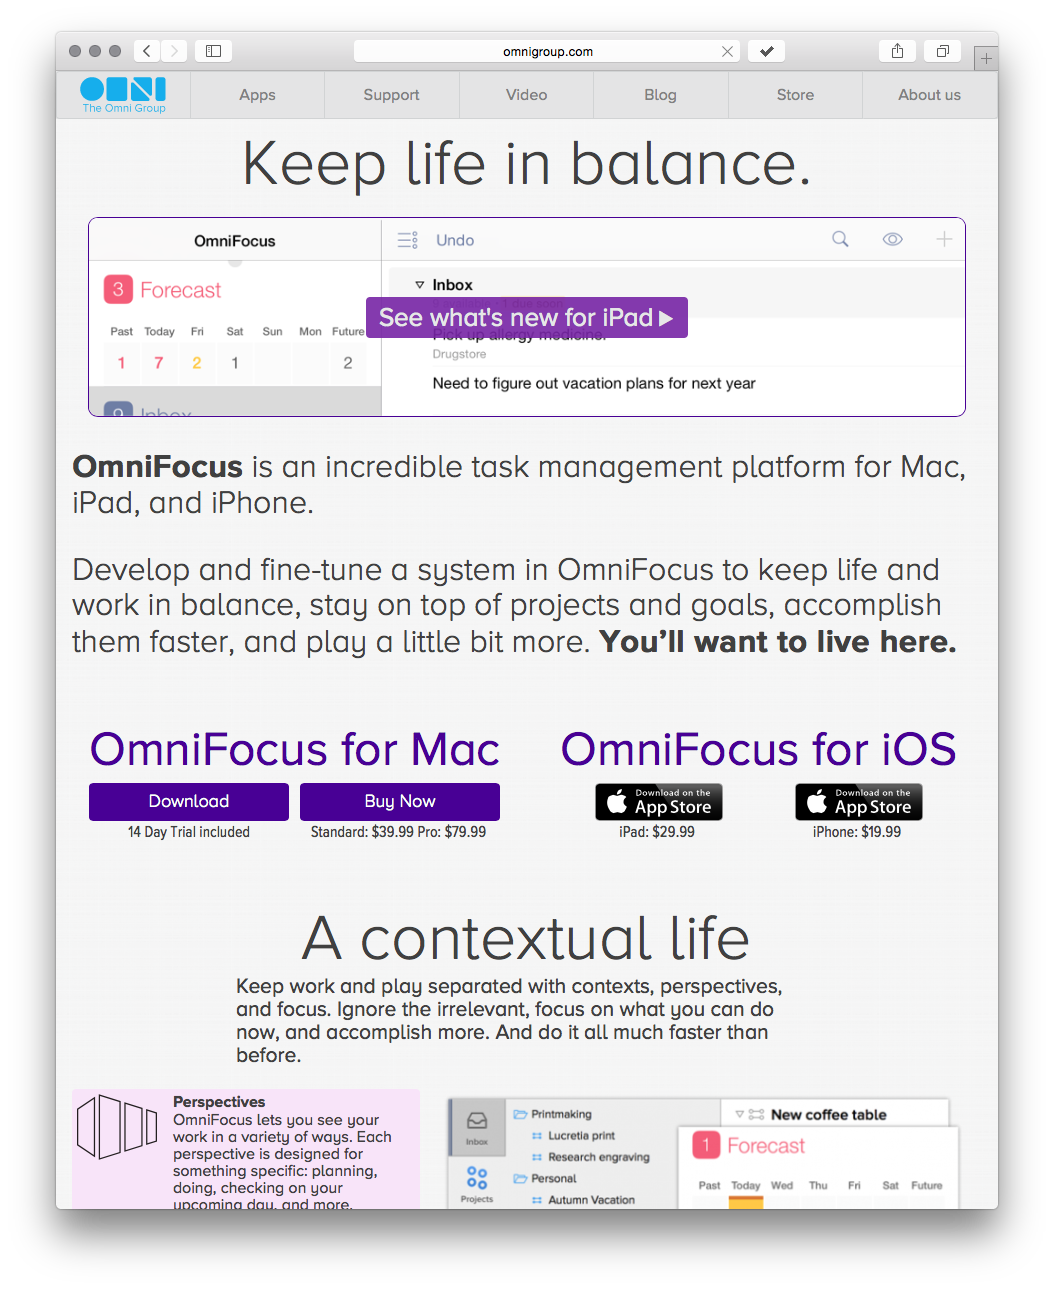 omnigroup.com
OMNI
The Omni Group
Apps
Support
Video
Blog
Store
About us
Keep life in balance.
OmniFocus
Undo
3 Forecast
Past Today Fri Sat Sun Mon Future
1 7 2 1 2
9 Inbox
Inbox
See what's new for iPad
Pick up allergy medicine.
Drugstore
Need to figure out vacation plans for next year
OmniFocus is an incredible task management platform for Mac,
iPad, and iPhone.
Develop and fine-tune a system in OmniFocus to keep life and
work in balance, stay on top of projects and goals, accomplish
them faster, and play a little bit more. You’ll want to live here.
OmniFocus for Mac
Download
Buy Now
14 Day Trial included
Standard: $39.99 Pro: $79.99
OmniFocus for iOS
Download on the
App Store
Download on the
App Store
iPad: $29.99
iPhone: $19.99
A contextual life
Keep work and play separated with contexts, perspectives,
and focus. Ignore the irrelevant, focus on what you can do
now, and accomplish more. And do it all much faster than
before.
Perspectives
OmniFocus lets you see your
work in a variety of ways. Each
perspective is designed for
something specific: planning,
doing, checking on your
upcoming day, and more.
Inbox
Projects
Printmaking
Lucretia print
Research engraving
Personal
Autumn Vacation
New coffee table
1 Forecast
Past Today Wed Thu Fri Sat Future